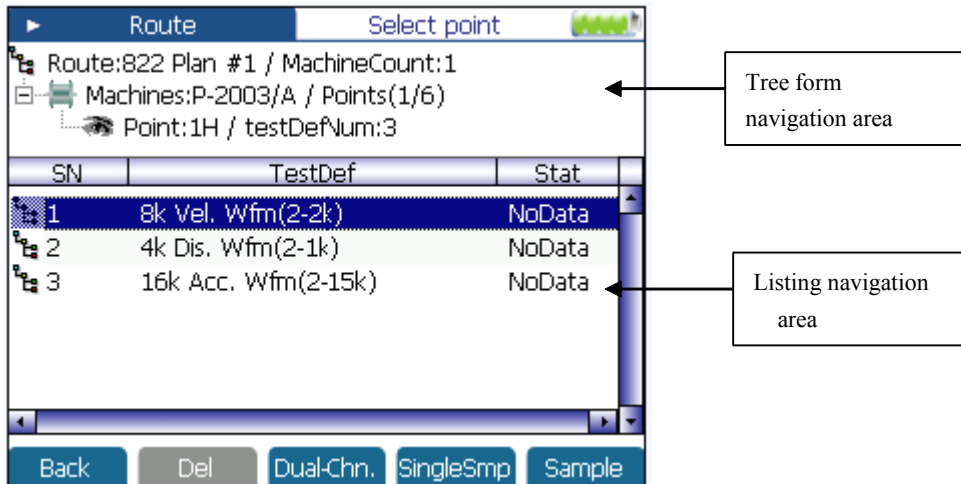 Route Select point
Route:822 Plan #1 / MachineCount:1
Machines:P-2003/A / Points(1/6)
Point:1H / testDefNum:3
Tree form
navigation area
SN TestDef Stat
1 8k Vel. Wfm(2-2k) NoData
2 4k Dis. Wfm(2-1k) NoData
3 16k Acc. Wfm(2-15k) NoData
Listing navigation
area
Back Del Dual-Chn. SingleSmp Sample